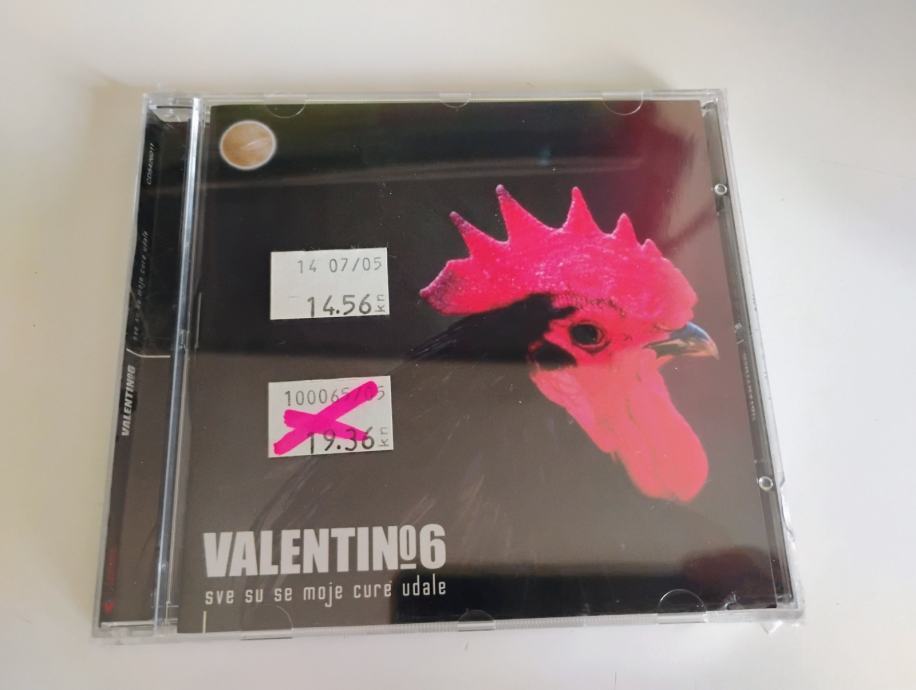 14 07/05
14.56 kn
100065/05
19.36 kn
VALENTINº6
sve su se moje cure udale
VALENTINº6
sve su se moje cure udale